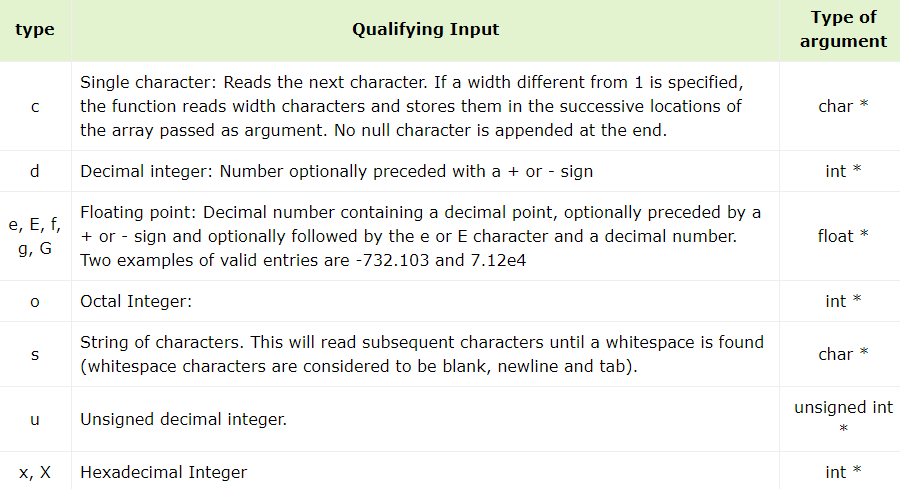 type Qualifying Input Type of
argument
Single character: Reads the next character. If a width different from 1 is specified,
c the function reads width characters and stores them in the successive locations of char *
the array passed as argument. No null character is appended at the end.
d Decimal integer: Number optionally preceded with a + or - sign int *
e, E, f,
g, G
Floating point: Decimal number containing a decimal point, optionally preceded by a
+ or - sign and optionally followed by the e or E character and a decimal number.
Two examples of valid entries are -732.103 and 7.12e4
float *
o Octal Integer: int *
s
String of characters. This will read subsequent characters until a whitespace is found
(whitespace characters are considered to be blank, newline and tab).
char *
u Unsigned decimal integer. unsigned int
*
x, X Hexadecimal Integer int *